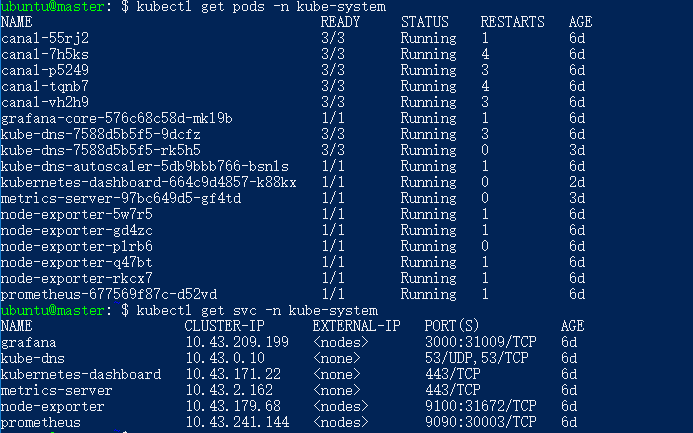 ubuntu@master: $ kubectl get pods -n kube-system
NAME READY STATUS RESTARTS AGE
canal-55rj2 3/3 Running 1 6d
canal-7h5ks 3/3 Running 4 6d
canal-p5249 3/3 Running 3 6d
canal-tqnb7 3/3 Running 4 6d
canal-vh2h9 3/3 Running 3 6d
grafana-core-576c68c58d-mk19b 1/1 Running 1 6d
kube-dns-7588d5b5f5-9dcfz 3/3 Running 3 6d
kube-dns-7588d5b5f5-rk5h5 3/3 Running 0 3d
kube-dns-autoscaler-5db9bbb766-bsnls 1/1 Running 1 6d
kubernetes-dashboard-664c9d4857-k88kx 1/1 Running 0 2d
metrics-server-97bc649d5-gf4td 1/1 Running 0 3d
node-exporter-5w7r5 1/1 Running 1 6d
node-exporter-gd4zc 1/1 Running 1 6d
node-exporter-plrb6 1/1 Running 0 6d
node-exporter-q47bt 1/1 Running 1 6d
node-exporter-rkcx7 1/1 Running 1 6d
prometheus-677569f87c-d52vd 1/1 Running 1 6d
ubuntu@master: $ kubectl get svc -n kube-system
NAME CLUSTER-IP EXTERNAL-IP PORT(S) AGE
grafana 10.43.209.199 <nodes> 3000:31009/TCP 6d
kube-dns 10.43.0.10 <none> 53/UDP,53/TCP 6d
kubernetes-dashboard 10.43.171.22 <none> 443/TCP 6d
metrics-server 10.43.2.162 <none> 443/TCP 6d
node-exporter 10.43.179.68 <nodes> 9100:31672/TCP 6d
prometheus 10.43.241.144 <nodes> 9090:30003/TCP 6d